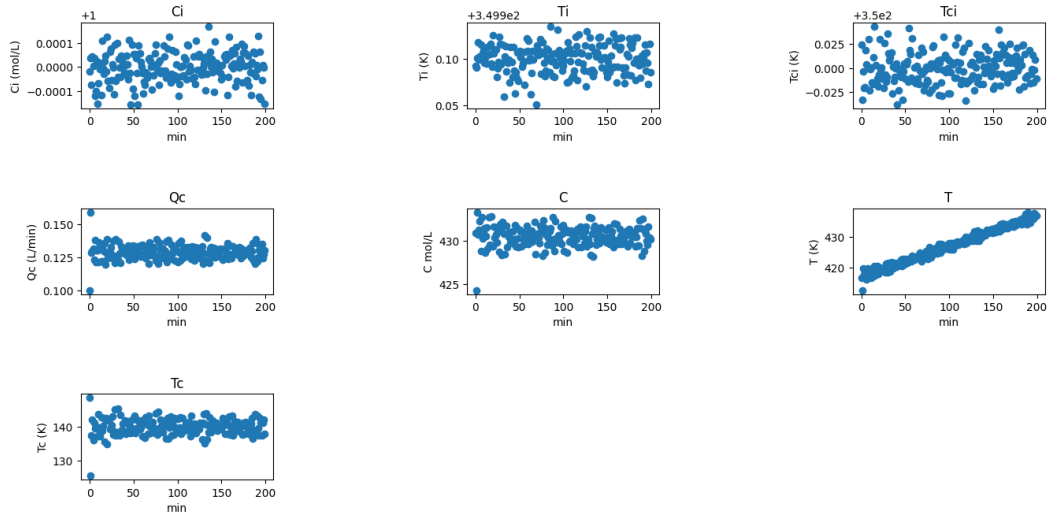 Ci
+1
Ci (mol/L)
0.0001
0.0000
−0.0001
0 50 100 150 200
min
Ti
+3.499e2
Ti (K)
0.10
0.05
0 50 100 150 200
min
Tci
+3.5e2
Tci (K)
0.025
0.000
−0.025
0 50 100 150 200
min
Qc
Qc (L/min)
0.150
0.125
0.100
0 50 100 150 200
min
C
C mol/L
430
425
0 50 100 150 200
min
T
T (K)
430
420
0 50 100 150 200
min
Tc
Tc (K)
140
130
0 50 100 150 200
min